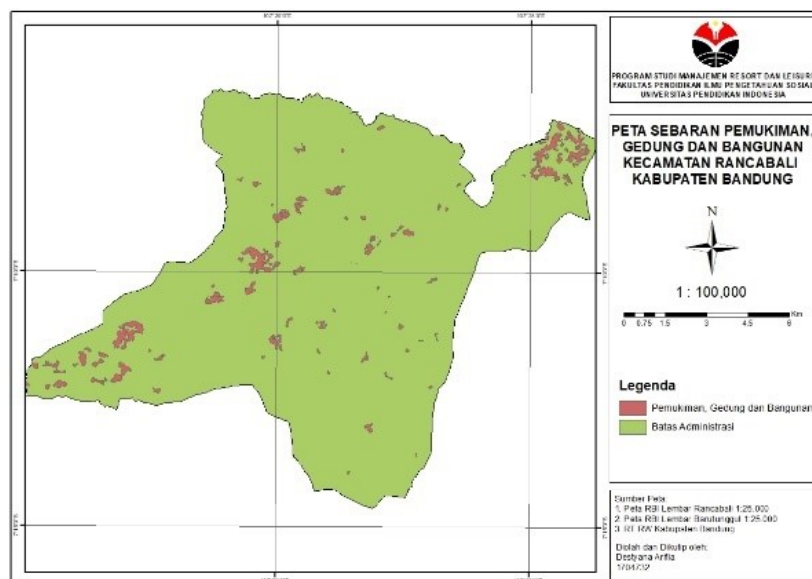 PROGRAM STUDI MANAJEMEN RESORT DAN LEISURE
FAKULTAS PENDIDIKAN ILMU PENGETAHUAN SOSIAL
UNIVERSITAS PENDIDIKAN INDONESIA
PETA SEBARAN PEMUKIMAN,
GEDUNG DAN BANGUNAN
KECAMATAN RANCABALI
KABUPATEN BANDUNG
N
1 : 100,000
Km
0 0.75 1.5 3 4.5 6
Legenda
Pemukiman, Gedung dan Bangunan
Batas Administrasi
Sumber Peta:
1. Peta RBI Lembar Rancabali 1:25.000
2. Peta RBI Lembar Barutunggul 1:25.000
3. RT RW Kabupaten Bandung
Diolah dan Dikutip oleh:
Destyana Arifia
1704732